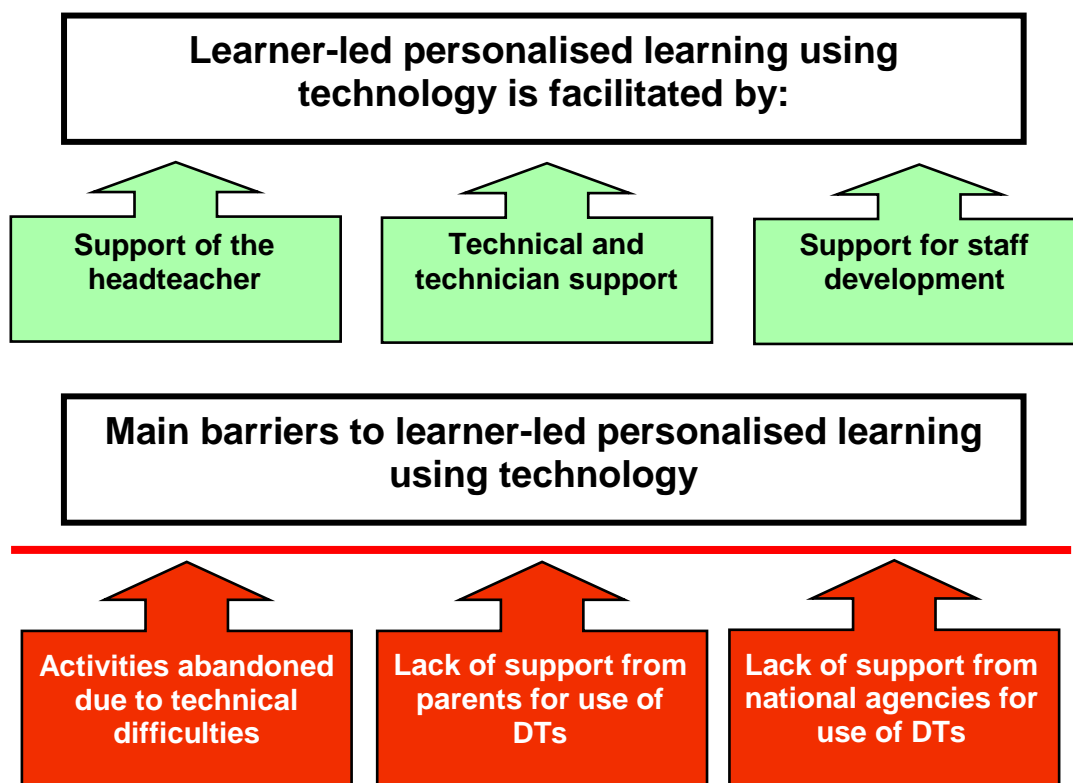 Learner-led personalised learning using
technology is facilitated by:
Support of the
headteacher
Technical and
technician support
Support for staff
development
Main barriers to learner-led personalised learning
using technology
Activities abandoned
due to technical
difficulties
Lack of support from
parents for use of
DTs
Lack of support from
national agencies for
use of DTs